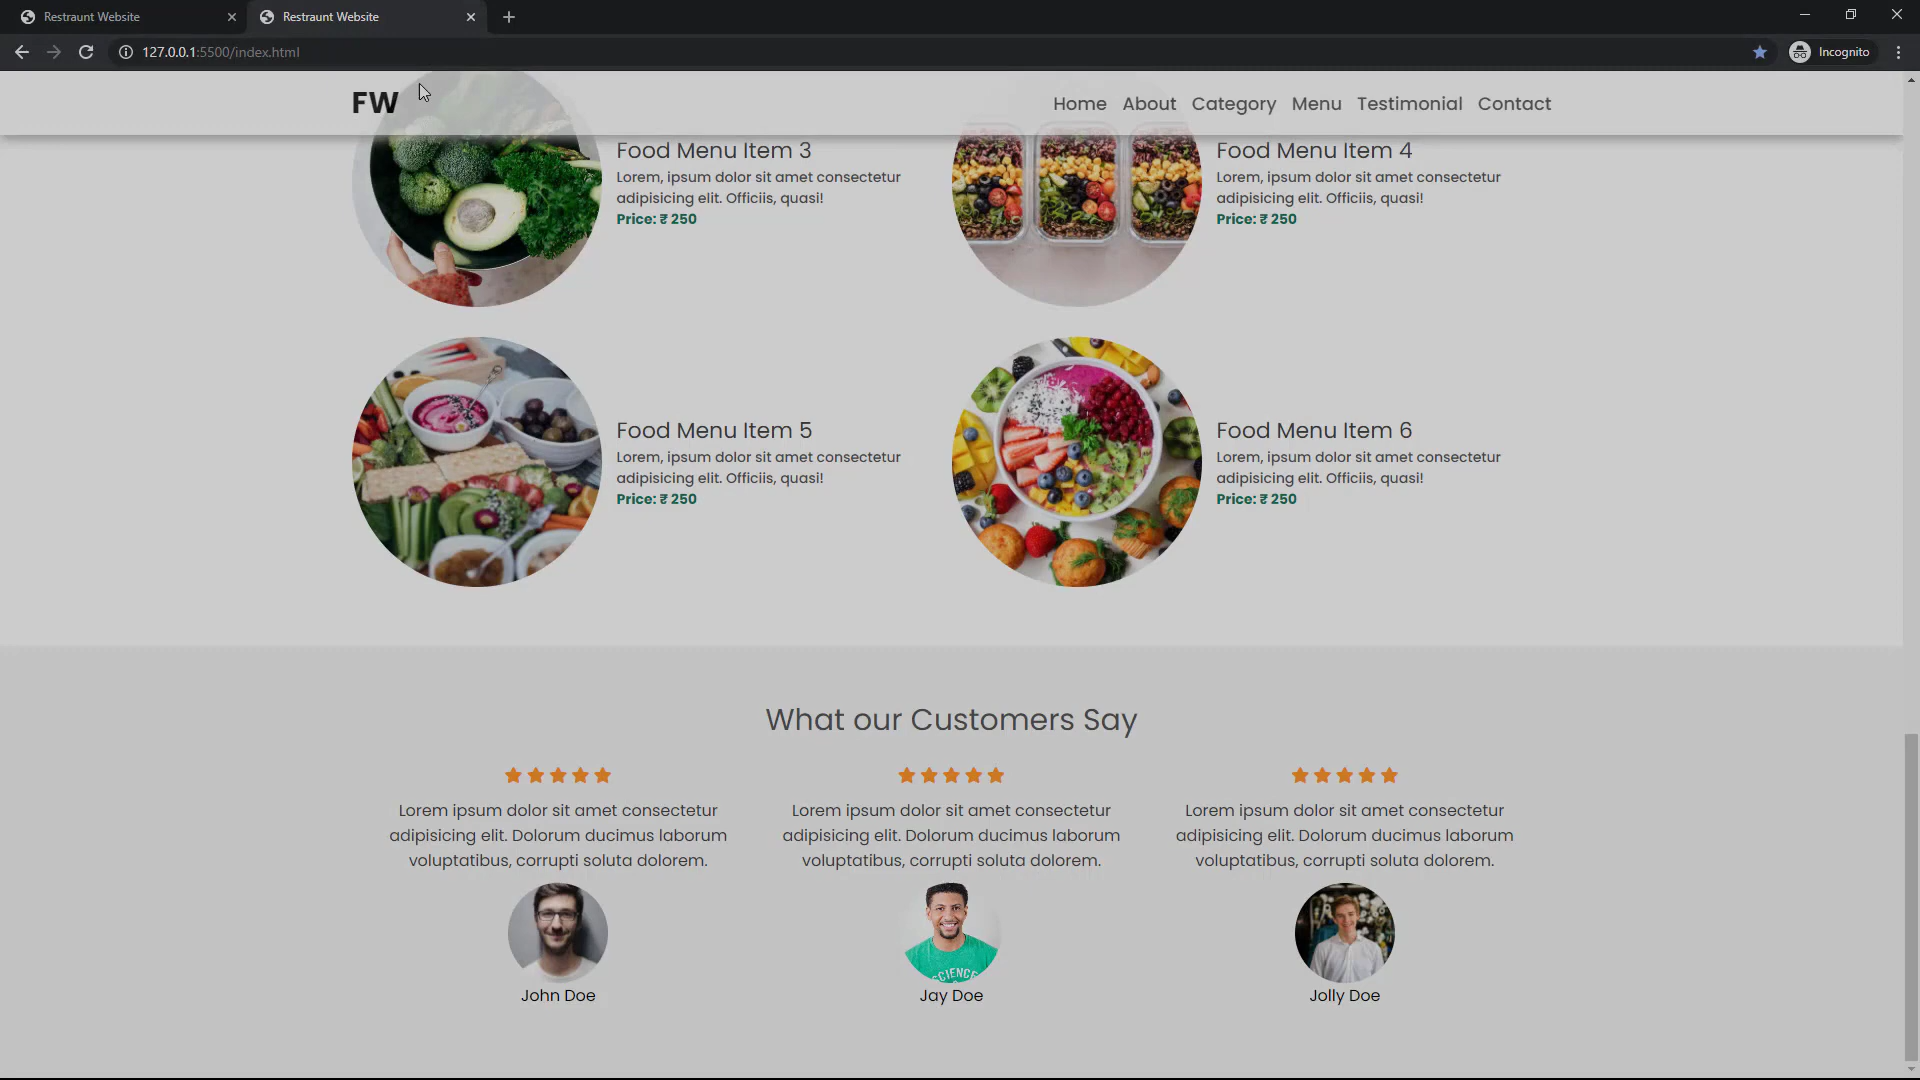 Restraunt Website
Restraunt Website
127.0.0.1:5500/index.html
Incognito
FW
Home About Category Menu Testimonial Contact
Food Menu Item 3
Lorem, ipsum dolor sit amet consectetur
adipisicing elit. Officiis, quasi!
Price: ₹ 250
Food Menu Item 4
Lorem, ipsum dolor sit amet consectetur
adipisicing elit. Officiis, quasi!
Price: ₹ 250
Food Menu Item 5
Lorem, ipsum dolor sit amet consectetur
adipisicing elit. Officiis, quasi!
Price: ₹ 250
Food Menu Item 6
Lorem, ipsum dolor sit amet consectetur
adipisicing elit. Officiis, quasi!
Price: ₹ 250
What our Customers Say
Lorem ipsum dolor sit amet consectetur
adipisicing elit. Dolorum ducimus laborum
voluptatibus, corrupti soluta dolorem.
John Doe
Lorem ipsum dolor sit amet consectetur
adipisicing elit. Dolorum ducimus laborum
voluptatibus, corrupti soluta dolorem.
SCIENCE
Jay Doe
Lorem ipsum dolor sit amet consectetur
adipisicing elit. Dolorum ducimus laborum
voluptatibus, corrupti soluta dolorem.
Jolly Doe